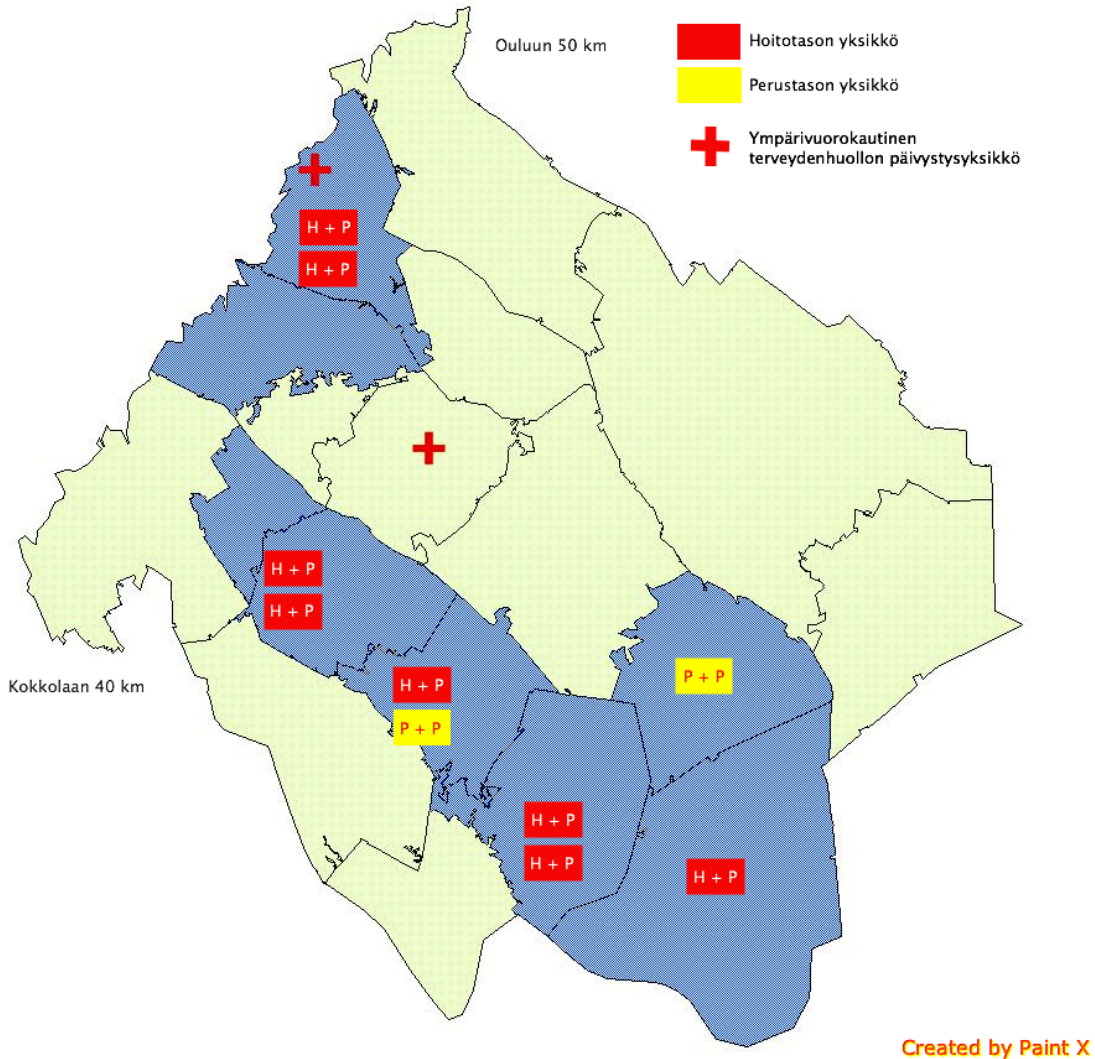 Ouluun 50 km
Hoitotason yksikkö
Perustason yksikkö
Ympärivuorokautinen
terveydenhuollon päivystysyksikkö
H + P
H + P
H + P
H + P
H + P
P + P
P + P
H + P
H + P
H + P
Kokkolaan 40 km
Created by Paint X